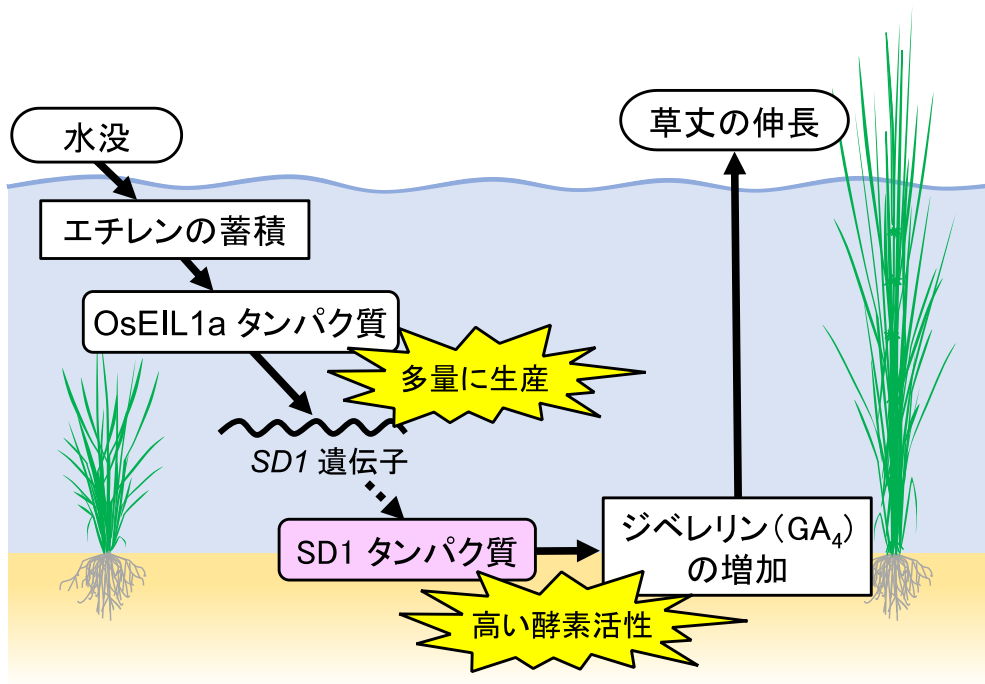 水没
エチレンの蓄積
OsEIL1a タンパク質
多量に生産
SD1 遺伝子
SD1 タンパク質
高い酵素活性
ジベレリン（GA₄）
の増加
草丈の伸長